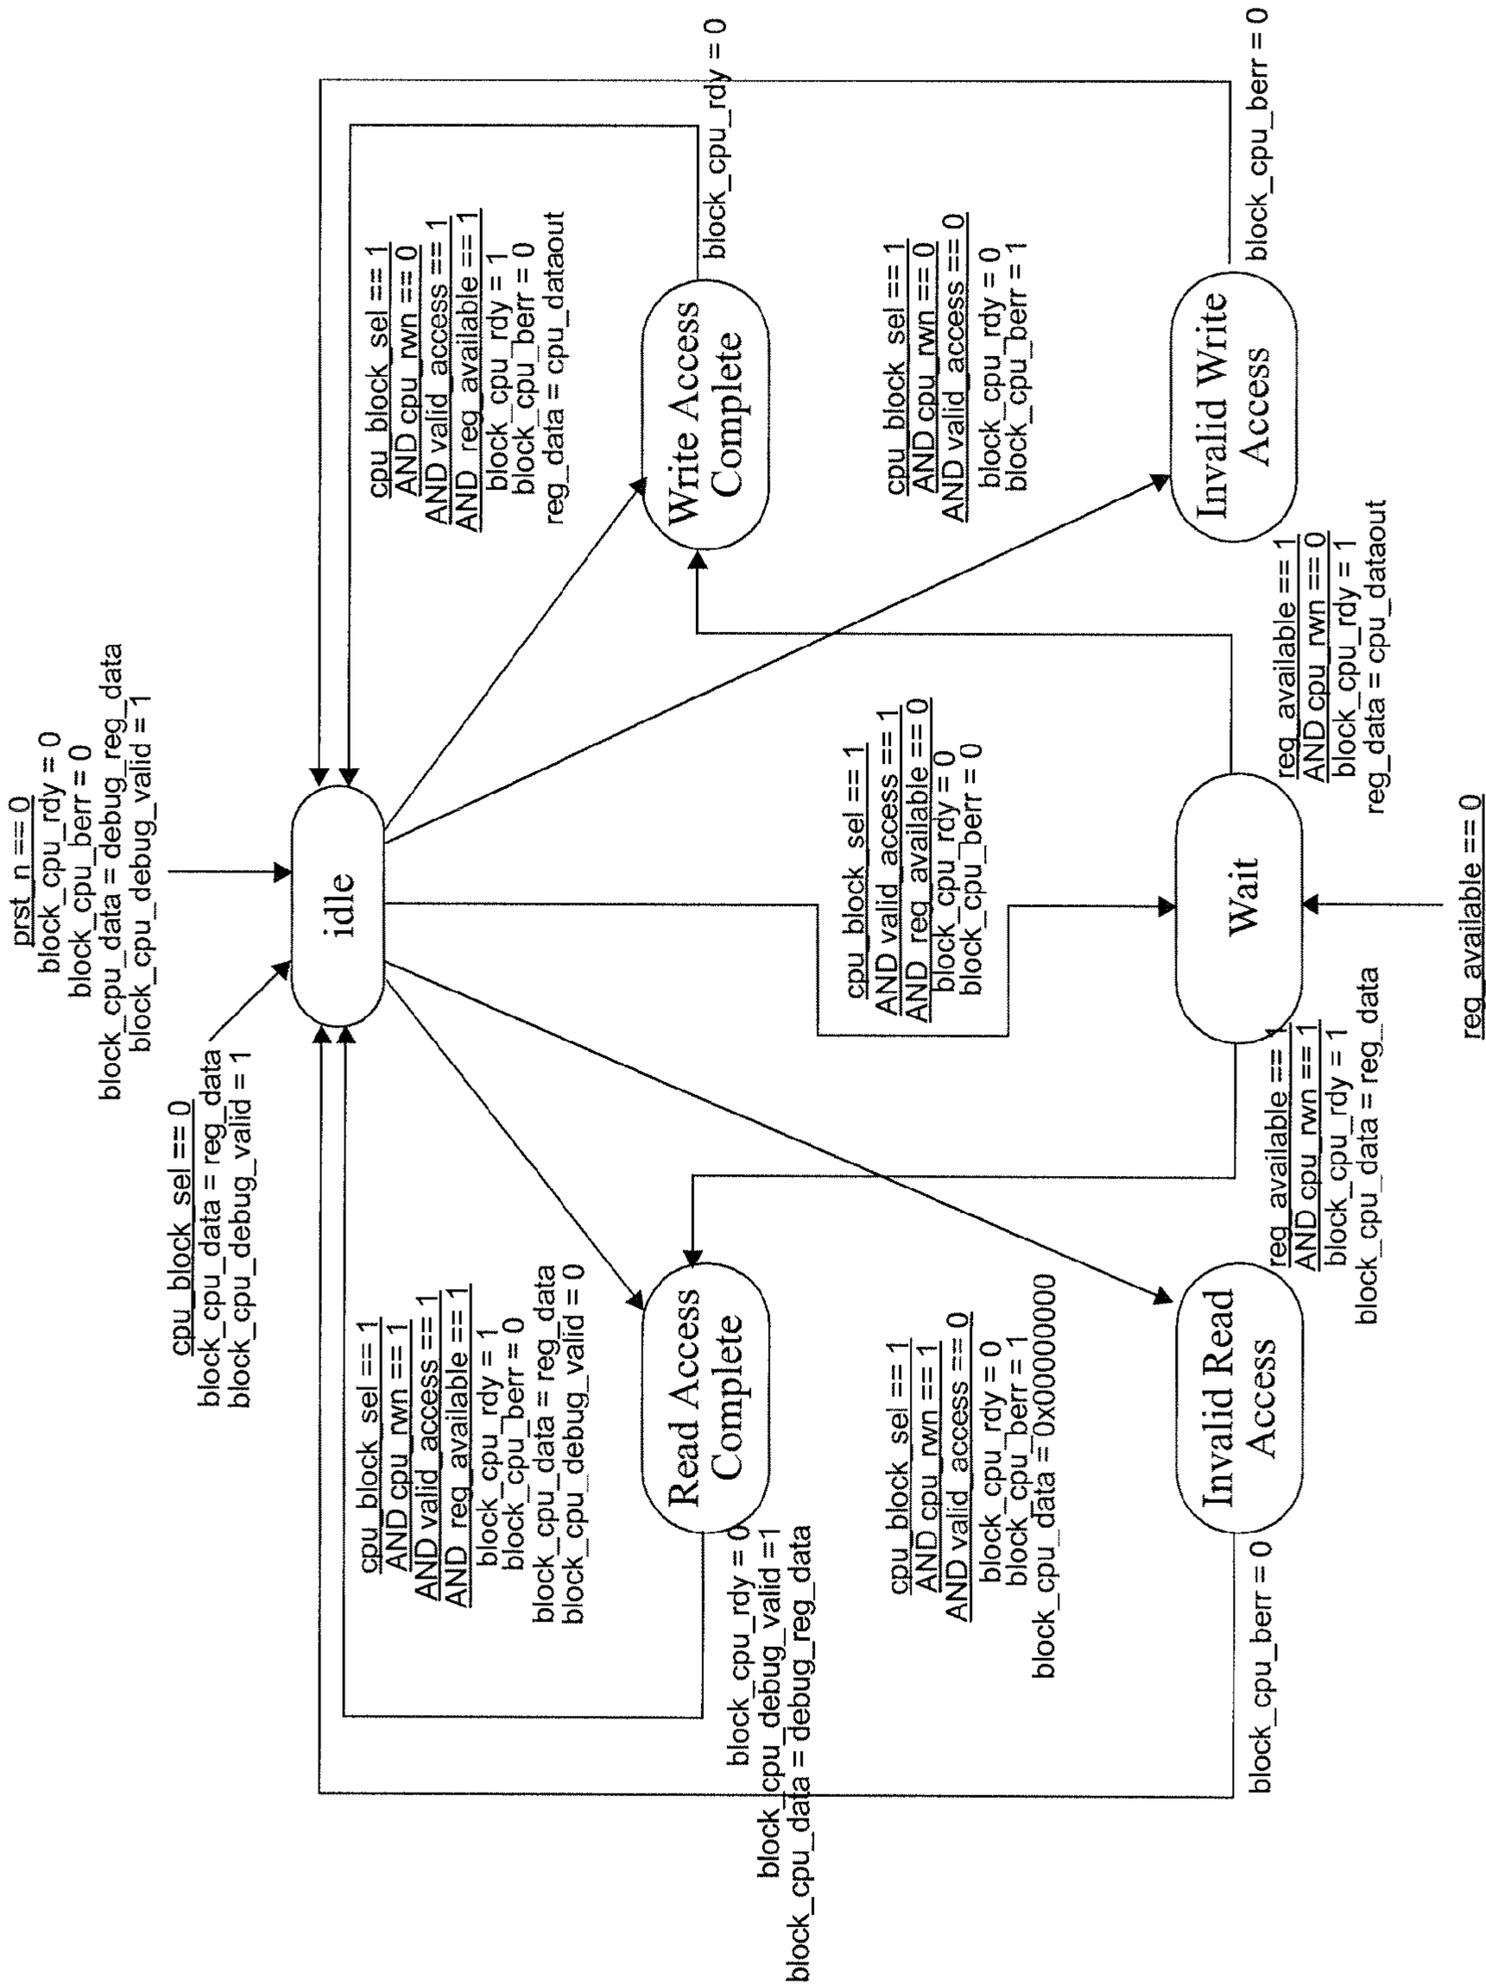 prst_n == 0
block_cpu_rdy = 0
block_cpu_berr = 0
block_cpu_data = debug_reg_data
block_cpu_debug_valid = 1
cpu_block_sel == 0
block_cpu_data = reg_data
block_cpu_debug_valid = 1
idle
cpu_block_sel == 1
AND cpu_rwn == 1
AND valid_access == 1
AND reg_available == 1
block_cpu_rdy = 1
block_cpu_berr = 0
block_cpu_data = reg_data
block_cpu_debug_valid = 0
cpu_block_sel == 1
AND cpu_rwn == 0
AND valid_access == 1
AND reg_available == 1
block_cpu_rdy = 1
block_cpu_berr = 0
reg_data = cpu_dataout
Read Access
Complete
Write Access
Complete
block_cpu_rdy = 0
block_cpu_debug_valid =1
block_cpu_data = debug_reg_data
block_cpu_rdy = 0
cpu_block_sel == 1
AND cpu_rwn == 1
AND valid_access == 0
block_cpu_rdy = 0
block_cpu_berr = 1
block_cpu_data = 0x00000000
cpu_block_sel == 1
AND valid_access == 1
AND reg_available == 0
block_cpu_rdy = 0
block_cpu_berr = 0
cpu_block_sel == 1
AND cpu_rwn == 0
AND valid_access == 0
block_cpu_rdy = 0
block_cpu_berr = 1
Invalid Read
Access
Wait
Invalid Write
Access
block_cpu_berr = 0
reg_available == 1
AND cpu_rwn == 1
block_cpu_rdy = 1
block_cpu_data = reg_data
reg_available == 1
AND cpu_rwn == 0
block_cpu_rdy = 1
reg_data = cpu_dataout
block_cpu_berr = 0
reg_available == 0